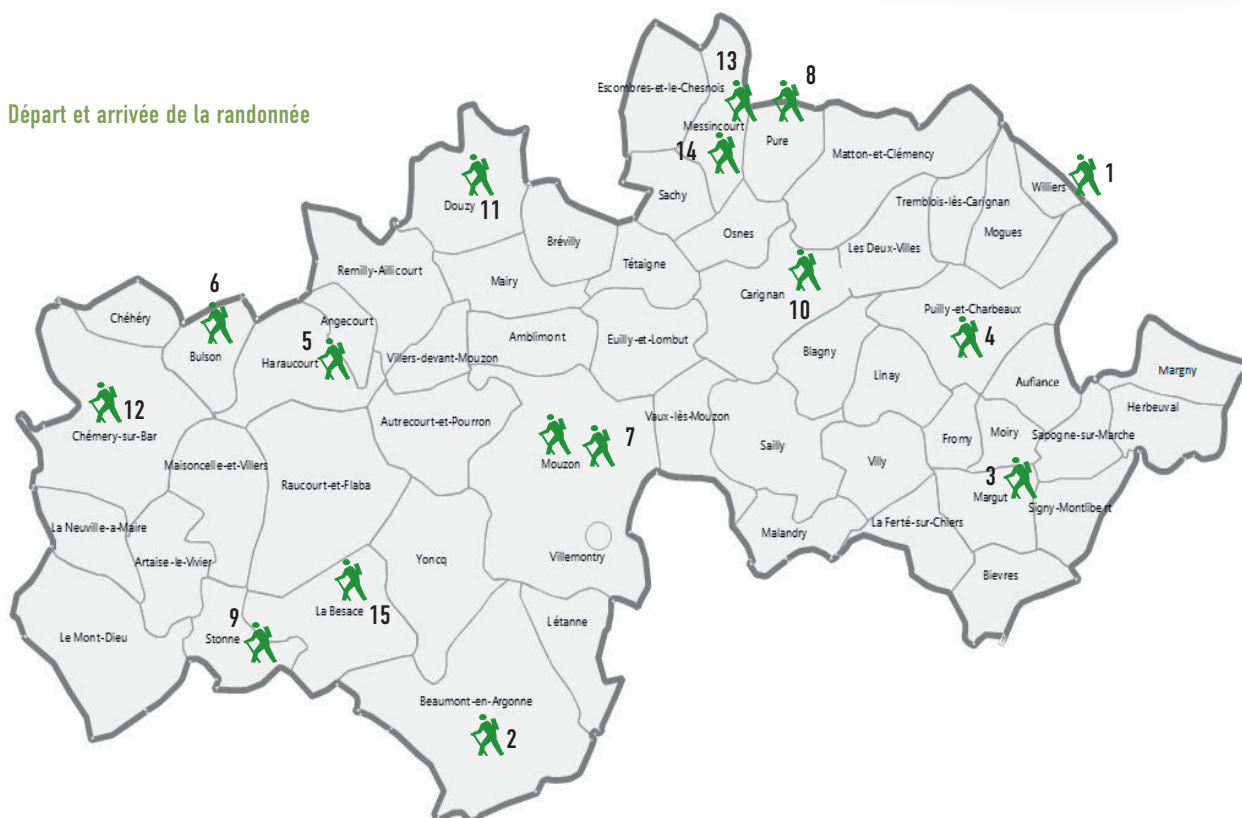 Départ et arrivée de la randonnée
13
8
Escombres-et-le-Chesnois
Messincourt
14
Pure
Matton-et-Clémency
1
Williers
Sachy
Tremblois-lès-Carignan
Mogues
Douzy
11
Osnes
Brévilly
Les Deux-Villes
Tétaigne
Remilly-Aillicourt
Mairy
Carignan
10
6
Chéhéry
Puilly-et-Charbeaux
4
Angecourt
5
Bulson
Haraucourt
Villers-devant-Mouzon
Amblimont
Euilly-et-Lombut
Blagny
Linay
Auflance
Margny
12
Herbeuval
Chémery-sur-Bar
Autrecourt-et-Pourron
Vaux-lès-Mouzon
7
Mouzon
Sailly
Fromy
Moiry
Sapogne-sur-Marche
Maisoncelle-et-Villers
Villy
Raucourt-et-Flaba
3
Margut
Signy-Montlibert
La Neuville-a-Maire
La Ferté-sur-Chiers
Malandry
Artaise-le-Vivier
Yoncq
Villemontry
Bievres
La Besace
15
9
Stonne
Le Mont-Dieu
Létanne
Beaumont-en-Argonne
2